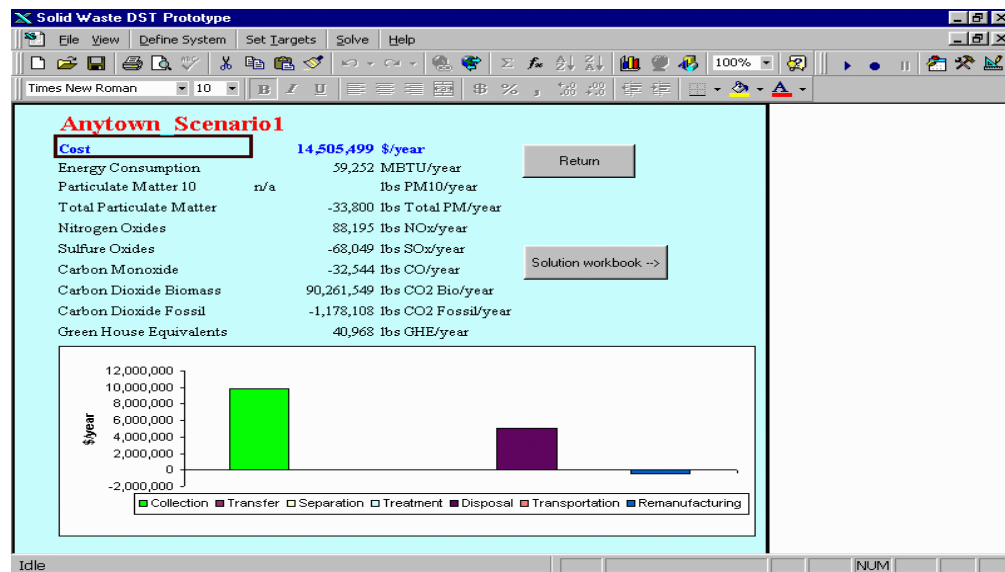 Solid Waste DST Prototype
File View Define System Set Targets Solve Help
100%
Times New Roman 10 B I U $ % ,
Anytown Scenario1
Cost 14,505,499 $/year
Return
Energy Consumption 59,252 MBTU/year
Particulate Matter 10 n/a lbs PM10/year
Total Particulate Matter -33,800 lbs Total PM/year
Nitrogen Oxides 88,195 lbs NOx/year
Sulfure Oxides -68,049 lbs SOx/year
Solution workbook -->
Carbon Monoxide -32,544 lbs CO/year
Carbon Dioxide Biomass 90,261,549 lbs CO2 Bio/year
Carbon Dioxide Fossil -1,178,108 lbs CO2 Fossil/year
Green House Equivalents 40,968 lbs GHE/year
12,000,000
10,000,000
8,000,000
6,000,000
4,000,000
2,000,000
0
-2,000,000
$/year
Collection Transfer Separation Treatment Disposal Transportation Remanufacturing
Idle NUM